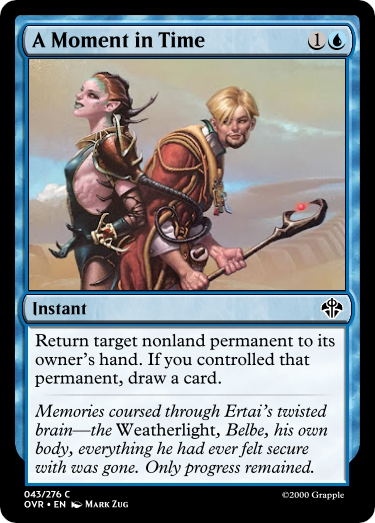 A Moment in Time 1
Instant
Return target nonland permanent to its
owner's hand. If you controlled that
permanent, draw a card.
Memories coursed through Ertai's twisted
brain—the Weatherlight, Belbe, his own
body, everything he had ever felt secure
with was gone. Only progress remained.
043/276 C
OVR • EN Mark Zug
©2000 Grapple